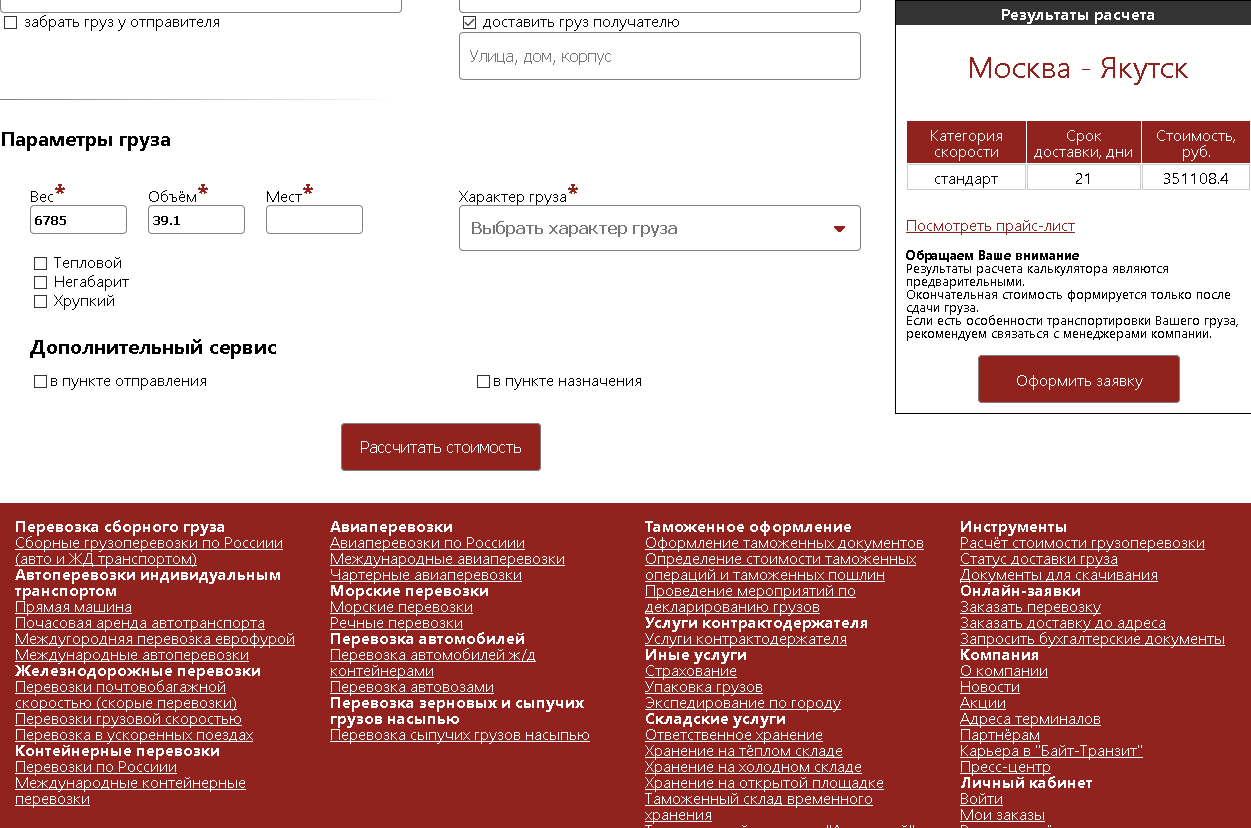 забрать груз у отправителя
доставить груз получателю
Улица, дом, корпус
Параметры груза
Вес*
Объём*
Мест*
Характер груза*
6785
39.1
Выбрать характер груза
Тепловой
Негабарит
Хрупкий
Дополнительный сервис
в пункте отправления
в пункте назначения
Рассчитать стоимость
Результаты расчета
Москва - Якутск
Категория
скорости
Срок
доставки, дни
Стоимость,
руб.
стандарт
21
351108.4
Посмотреть прайс-лист
Обращаем Ваше внимание
Результаты расчета калькулятора являются
предварительными.
Окончательная стоимость формируется только после
сдачи груза.
Если есть особенности транспортировки Вашего груза,
рекомендуем связаться с менеджерами компании.
Оформить заявку
Перевозка сборного груза
Сборные грузоперевозки по Росссии
(авто и ЖД транспортом)
Автоперевозки индивидуальным
транспортом
Прямая машина
Почасовая аренда автотранспорта
Междугородняя перевозка еврофурой
Международные автоперевозки
Железнодорожные перевозки
Перевозки почтовобагажной
скоростью (скорые перевозки)
Перевозки грузовой скоростью
Перевозка в ускоренных поездах
Контейнерные перевозки
Перевозки по Росссии
Международные контейнерные
перевозки
Авиаперевозки
Авиаперевозки по Росссии
Международные авиаперевозки
Чартерные авиаперевозки
Морские перевозки
Морские перевозки
Речные перевозки
Перевозка автомобилей
Перевозка автомобилей ж/д
контейнерами
Перевозка автовозами
Перевозка зерновых и сыпучих
грузов насыпью
Перевозка сыпучих грузов насыпью
Таможенное оформление
Оформление таможенных документов
Определение стоимости таможенных
операций и таможенных пошлин
Проведение мероприятий по
декларированию грузов
Услуги контрактодержателя
Услуги контрактодержателя
Иные услуги
Страхование
Упаковка грузов
Экспедирование по городу
Складские услуги
Ответственное хранение
Хранение на тёплом складе
Хранение на холодном складе
Хранение на открытой площадке
Таможенный склад временного
хранения
Инструменты
Расчёт стоимости грузоперевозки
Статус доставки груза
Документы для скачивания
Онлайн-заявки
Заказать перевозку
Заказать доставку до адреса
Запросить бухгалтерские документы
Компания
О компании
Новости
Акции
Адреса терминалов
Партнёрам
Карьера в "Байт-Транзит"
Пресс-центр
Личный кабинет
Войти
Мои заказы